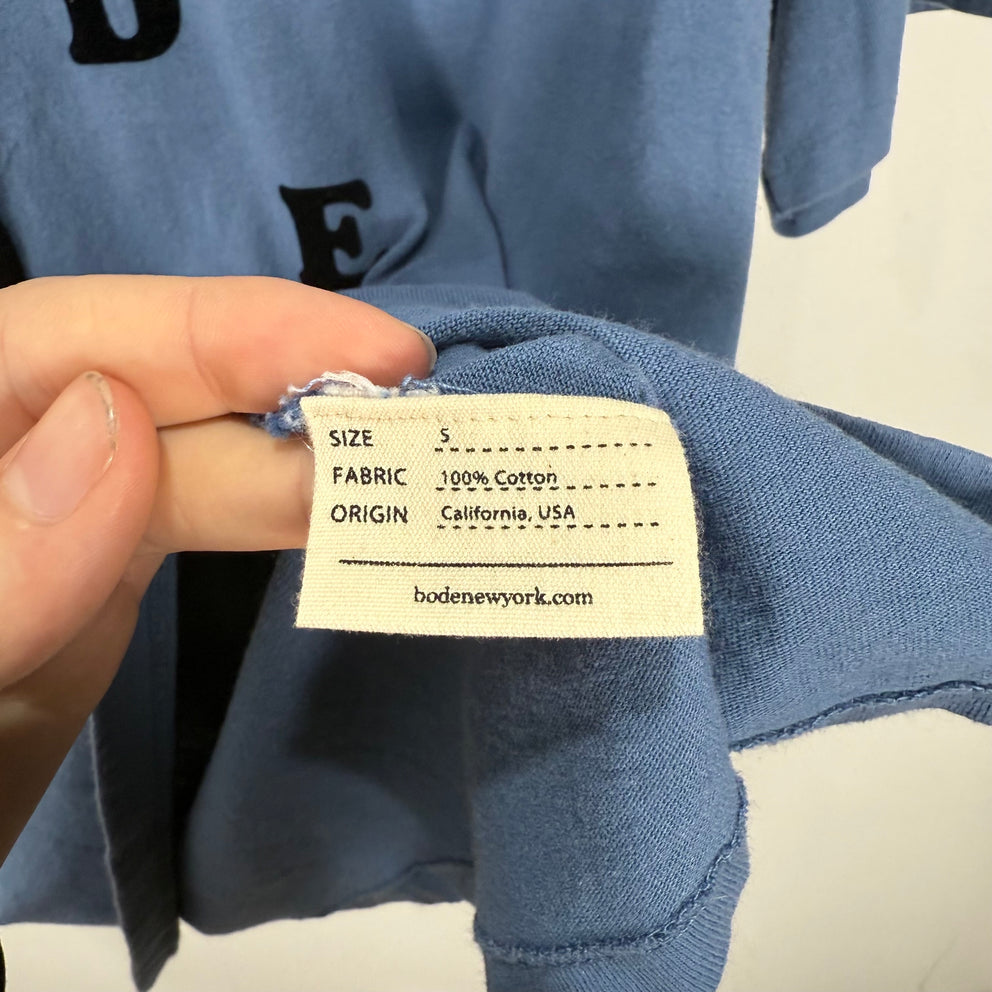 D
E
SIZE S
FABRIC 100% Cotton
ORIGIN California, USA
bodenewyork.com